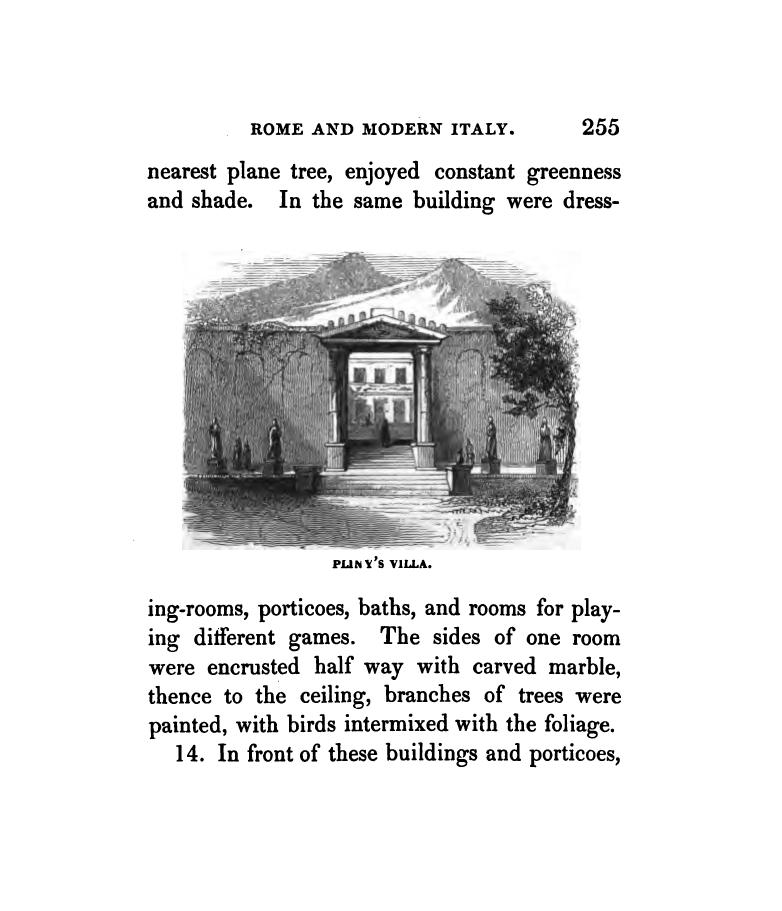 ROME AND MODERN ITALY. 255
nearest plane tree, enjoyed constant greenness
and shade. In the same building were dress-
PLINY'S VILLA.
ing-rooms, porticoes, baths, and rooms for play-
ing different games. The sides of one room
were encrusted half way with carved marble,
thence to the ceiling, branches of trees were
painted, with birds intermixed with the foliage.
14. In front of these buildings and porticoes,